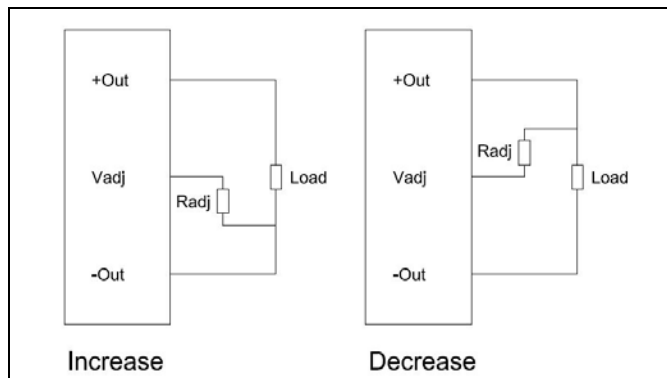 +Out
Vadj
Radj
Load
-Out
Increase
+Out
Radj
Vadj
Load
-Out
Decrease